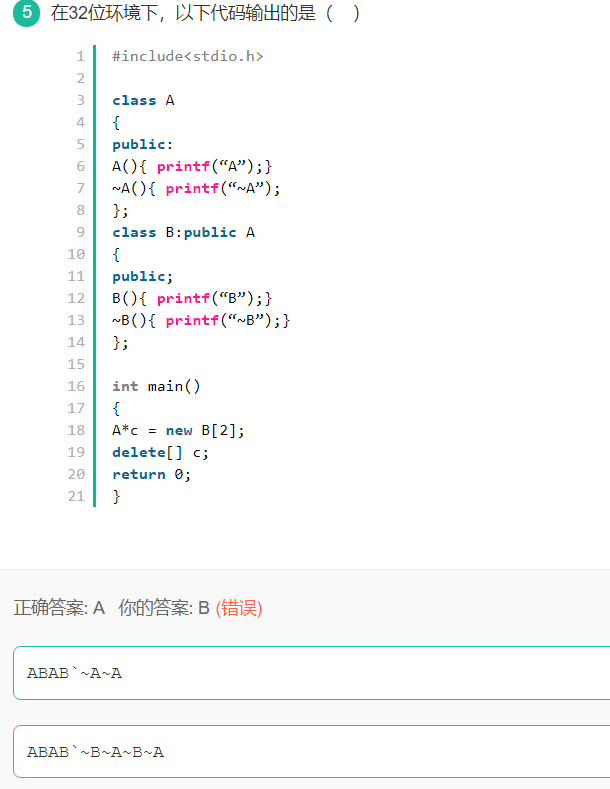 5 在32位环境下，以下代码输出的是（ ）
1 #include<stdio.h>
2
3 class A
4 {
5 public:
6 A(){ printf(“A”);}
7 ~A(){ printf(“~A”);
8 };
9 class B:public A
10 {
11 public;
12 B(){ printf(“B”);}
13 ~B(){ printf(“~B”);}
14 };
15
16 int main()
17 {
18 A*c = new B[2];
19 delete[] c;
20 return 0;
21 }
正确答案: A 你的答案: B (错误)
ABAB`~A~A
ABAB`~B~A~B~A